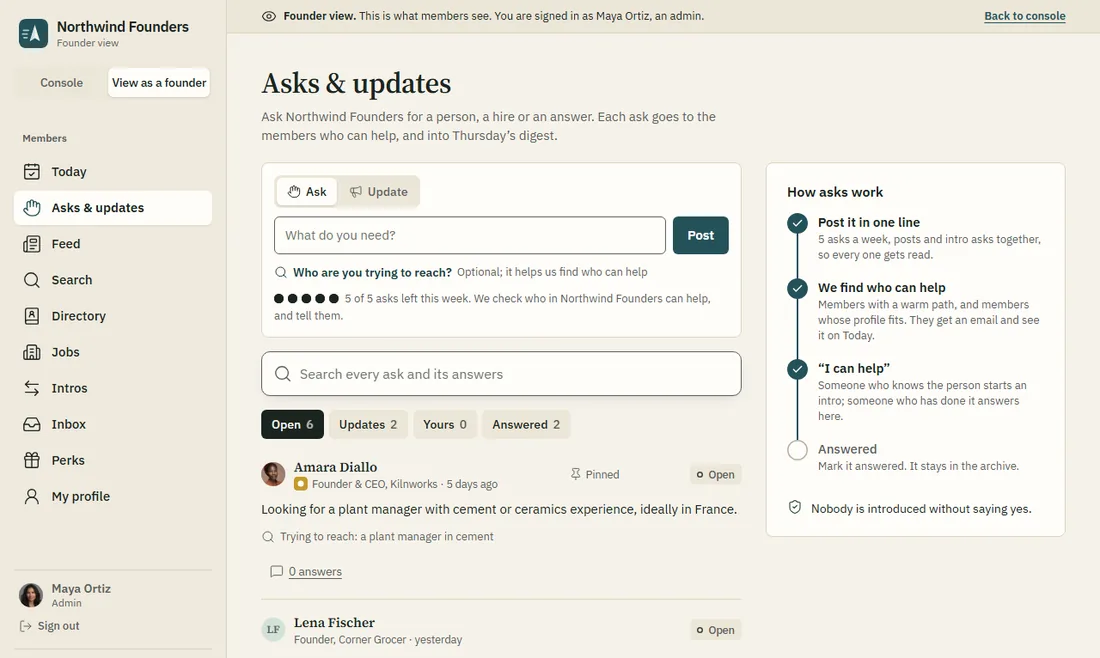 Northwind Founders
Founder view
Console
View as a founder
Members
Today
Asks & updates
Feed
Search
Directory
Jobs
Intros
Inbox
Perks
My profile
Maya Ortiz
Admin
Sign out
Founder view. This is what members see. You are signed in as Maya Ortiz, an admin.
Back to console
Asks & updates
Ask Northwind Founders for a person, a hire or an answer. Each ask goes to the
members who can help, and into Thursday’s digest.
Ask
Update
What do you need?
Post
Who are you trying to reach? Optional; it helps us find who can help
5 of 5 asks left this week. We check who in Northwind Founders can help,
and tell them.
Search every ask and its answers
Open 6
Updates 2
Yours 0
Answered 2
Amara Diallo
Founder & CEO, Kilnworks · 5 days ago
Pinned
Open
Looking for a plant manager with cement or ceramics experience, ideally in France.
Trying to reach: a plant manager in cement
0 answers
LF
Lena Fischer
Founder, Corner Grocer · yesterday
Open
How asks work
Post it in one line
5 asks a week, posts and intro asks together,
so every one gets read.
We find who can help
Members with a warm path, and members
whose profile fits. They get an email and see
it on Today.
“I can help”
Someone who knows the person starts an
intro; someone who has done it answers
here.
Answered
Mark it answered. It stays in the archive.
Nobody is introduced without saying yes.